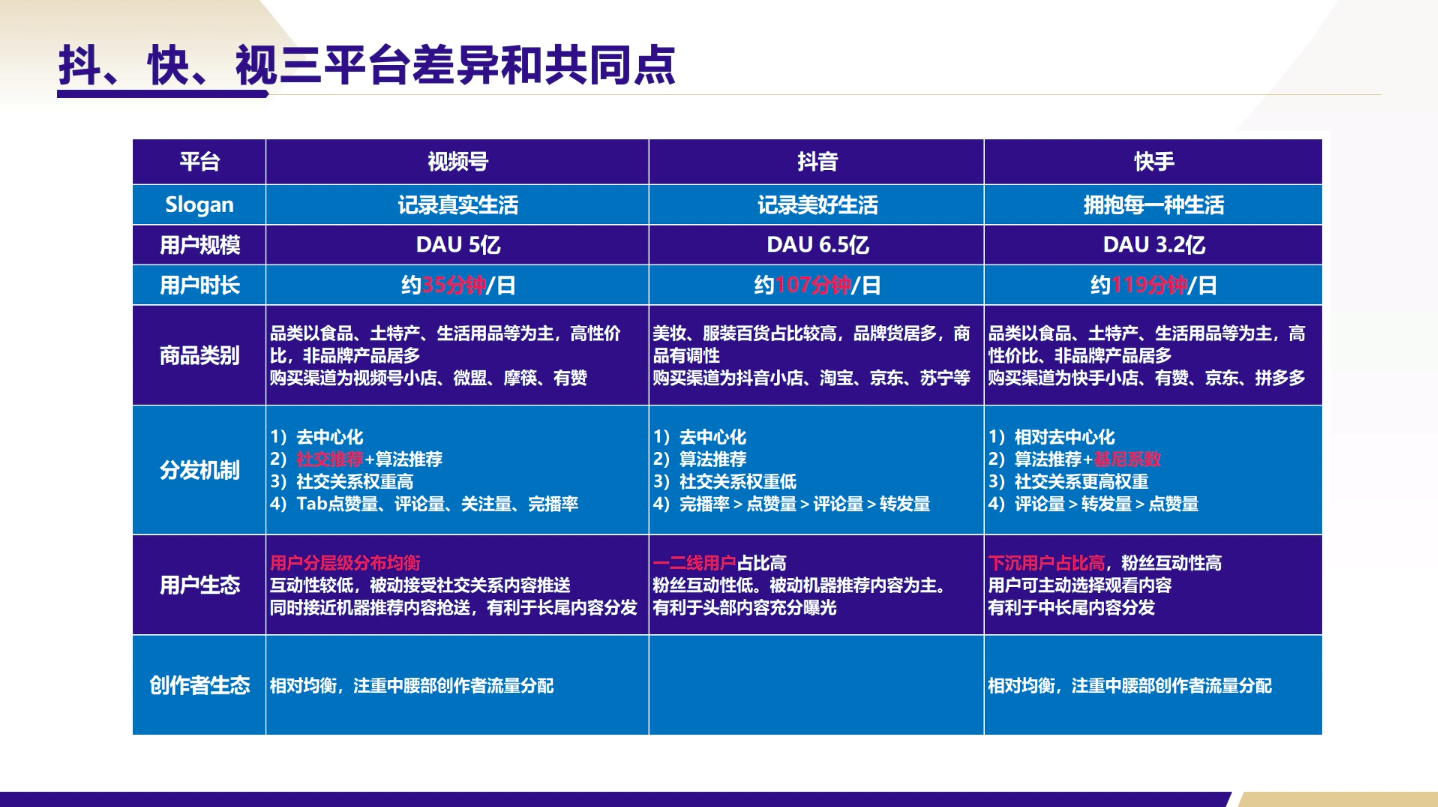 抖、快、视三平台差异和共同点
平台
视频号
抖音
快手
Slogan
记录真实生活
记录美好生活
拥抱每一种生活
用户规模
DAU 5亿
DAU 6.5亿
DAU 3.2亿
用户时长
约35分钟/日
约107分钟/日
约119分钟/日
商品类别
品类以食品、土特产、生活用品等为主，高性价
比，非品牌产品居多
购买渠道为视频号小店、微盟、摩筷、有赞
美妆、服装百货占比较高，品牌货居多，商
品有调性
购买渠道为抖音小店、淘宝、京东、苏宁等
品类以食品、土特产、生活用品等为主，高
性价比、非品牌产品居多
购买渠道为快手小店、有赞、京东、拼多多
分发机制
1）去中心化
2）社交推荐+算法推荐
3）社交关系权重高
4）Tab点赞量、评论量、关注量、完播率
1）去中心化
2）算法推荐
3）社交关系权重低
4）完播率＞点赞量＞评论量＞转发量
1）相对去中心化
2）算法推荐+基尼系数
3）社交关系更高权重
4）评论量＞转发量＞点赞量
用户生态
用户分层级分布均衡
互动性较低，被动接受社交关系内容推送
同时接近机器推荐内容抢送，有利于长尾内容分发
一二线用户占比高
粉丝互动性低。被动机器推荐内容为主。
有利于头部内容充分曝光
下沉用户占比高，粉丝互动性高
用户可主动选择观看内容
有利于中长尾内容分发
创作者生态
相对均衡，注重中腰部创作者流量分配
相对均衡，注重中腰部创作者流量分配